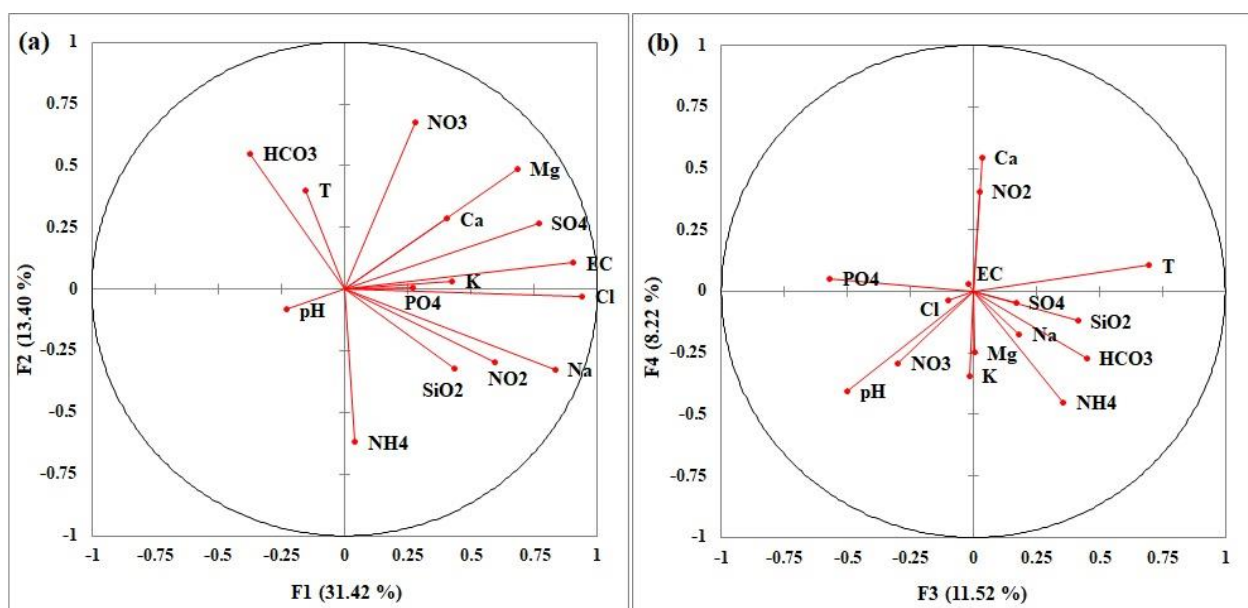 (a)
1
0.75
0.5
0.25
0
-0.25
-0.5
-0.75
-1
F2 (13.40 %)
NO3
HCO3
Mg
T
Ca
SO4
EC
K
Cl
PO4
pH
NO2
Na
SiO2
NH4
-1 -0.75 -0.5 -0.25 0 0.25 0.5 0.75 1
F1 (31.42 %)
(b)
1
0.75
0.5
0.25
0
-0.25
-0.5
-0.75
-1
F4 (8.22 %)
Ca
NO2
T
EC
PO4
SO4
Cl
SiO2
Na
Mg
HCO3
NO3
K
pH
NH4
-1 -0.75 -0.5 -0.25 0 0.25 0.5 0.75 1
F3 (11.52 %)